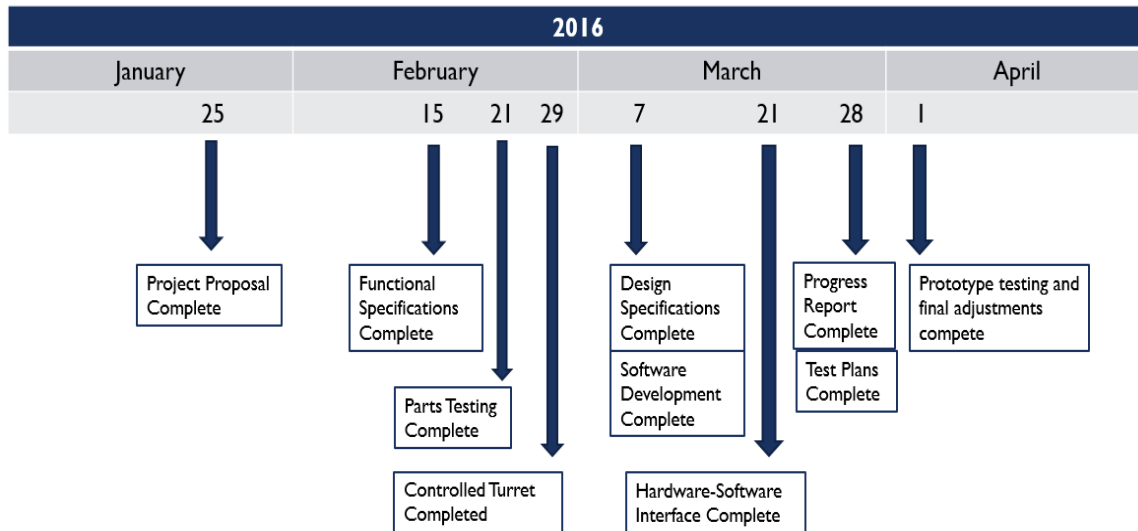 2016
January February March April
25 15 21 29 7 21 28 1
Project Proposal
Complete
Functional
Specifications
Complete
Design
Specifications
Complete
Progress
Report
Complete
Prototype testing and
final adjustments
compete
Software
Development
Complete
Test Plans
Complete
Parts Testing
Complete
Controlled Turret
Completed
Hardware-Software
Interface Complete